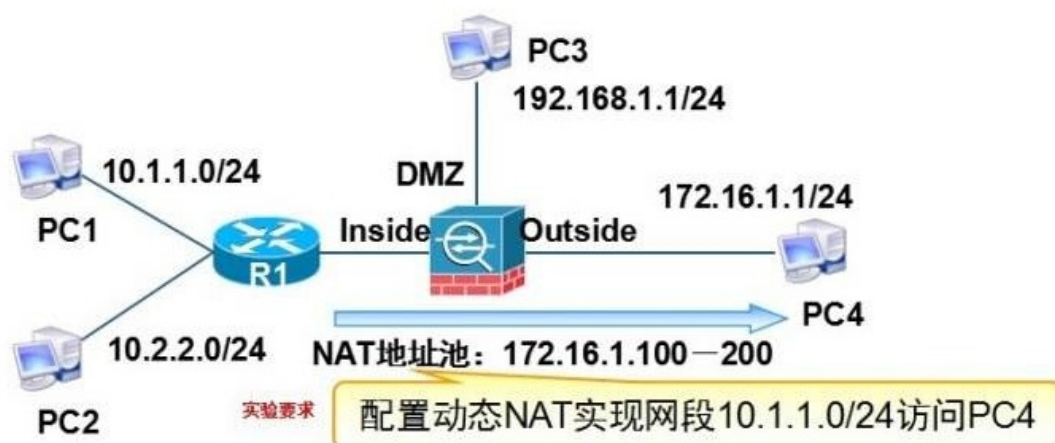 PC3
192.168.1.1/24
10.1.1.0/24
DMZ
172.16.1.1/24
PC1
Inside
Outside
R1
PC4
10.2.2.0/24
NAT地址池：172.16.1.100－200
PC2
实验要求
配置动态NAT实现网段10.1.1.0/24访问PC4